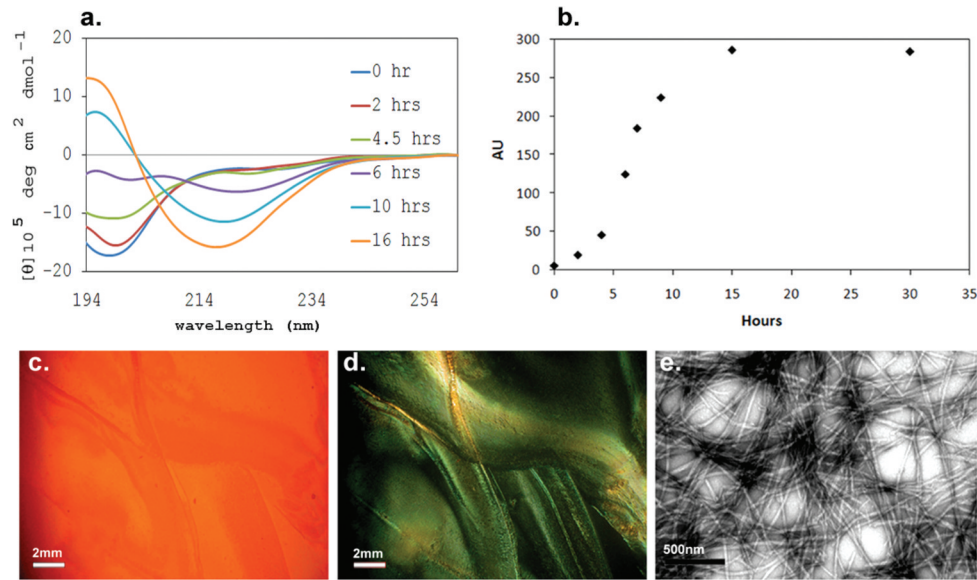 a.
[θ]10 5 deg cm 2 dmol −1
20
10
0
−10
−20
194 214 234 254
wavelength (nm)
0 hr
2 hrs
4.5 hrs
6 hrs
10 hrs
16 hrs
b.
AU
300
250
200
150
100
50
0
0 5 10 15 20 25 30 35
Hours
c.
2mm
d.
2mm
e.
500nm